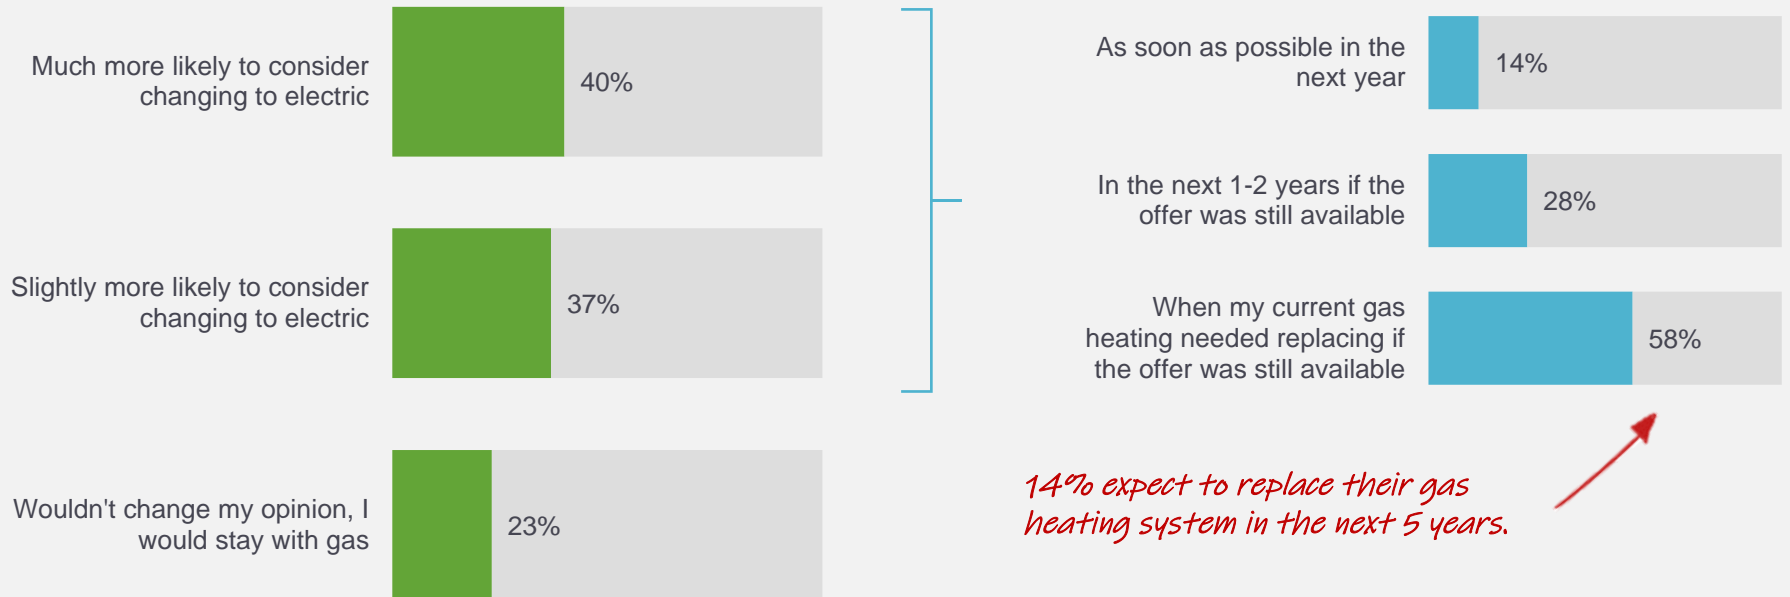 Much more likely to consider
changing to electric
40%
Slightly more likely to consider
changing to electric
37%
Wouldn't change my opinion, I
would stay with gas
23%
As soon as possible in the
next year
14%
In the next 1-2 years if the
offer was still available
28%
When my current gas
heating needed replacing if
the offer was still available
58%
14% expect to replace their gas
heating system in the next 5 years.